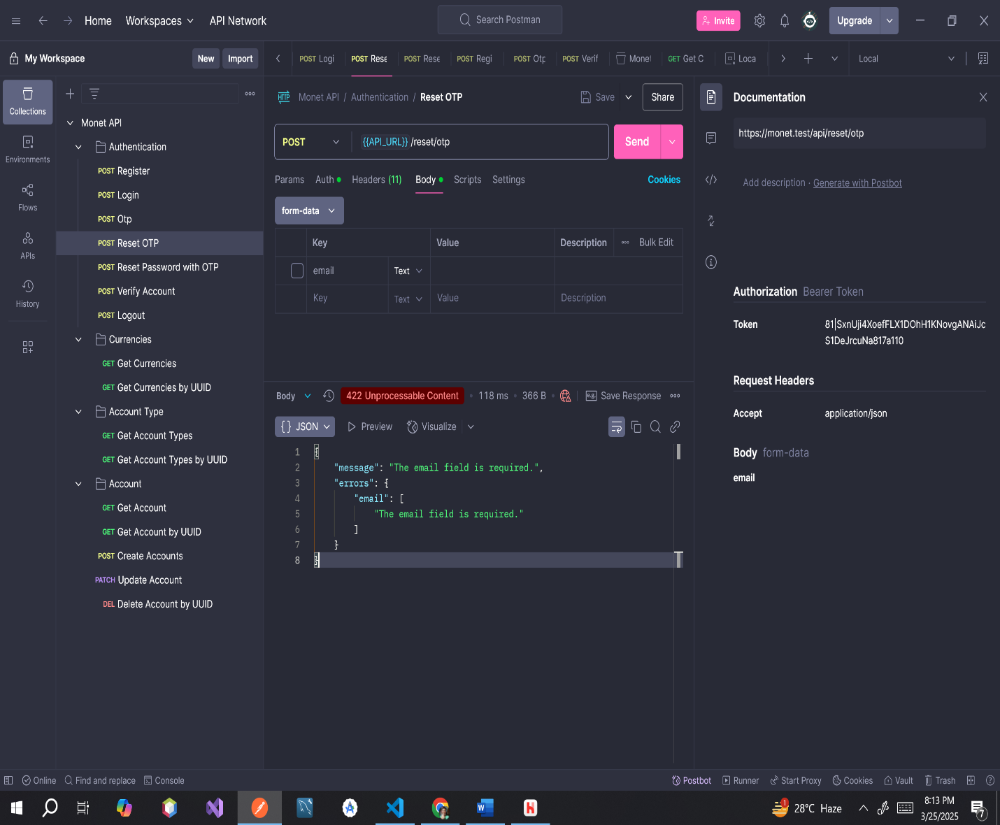 Home
Workspaces
API Network
Search Postman
Invite
Upgrade
My Workspace
New
Import
POST Logi
POST Rese
POST Rese
POST Regi
POST Otp
POST Verif
Monet
GET Get C
Loca
Local
Collections
Environments
Flows
APIs
History
Monet API
Authentication
POST Register
POST Login
POST Otp
POST Reset OTP
POST Reset Password with OTP
POST Verify Account
POST Logout
Currencies
GET Get Currencies
GET Get Currencies by UUID
Account Type
GET Get Account Types
GET Get Account Types by UUID
Account
GET Get Account
GET Get Account by UUID
POST Create Accounts
PATCH Update Account
DEL Delete Account by UUID
HTTP Monet API / Authentication / Reset OTP
Save
Share
POST {{API_URL}} /reset/otp
Send
Params Auth Headers (11) Body Scripts Settings Cookies
form-data
Key Value Description Bulk Edit
email Text
Key Text Value Description
Body 422 Unprocessable Content 118 ms 366 B e.g. Save Response
{} JSON Preview Visualize
1 {
2 "message": "The email field is required.",
3 "errors": {
4 "email": [
5 "The email field is required."
6 ]
7 }
8 }
Documentation
https://monet.test/api/reset/otp
Add description · Generate with Postbot
Authorization Bearer Token
Token 81|SxnUji4XoefFLX1DOhH1KNovgANAiJc
S1DeJrcuNa817a110
Request Headers
Accept application/json
Body form-data
email
Online Find and replace Console
Postbot Runner Start Proxy Cookies Vault Trash
1
28°C Haze
8:13 PM
3/25/2025
7